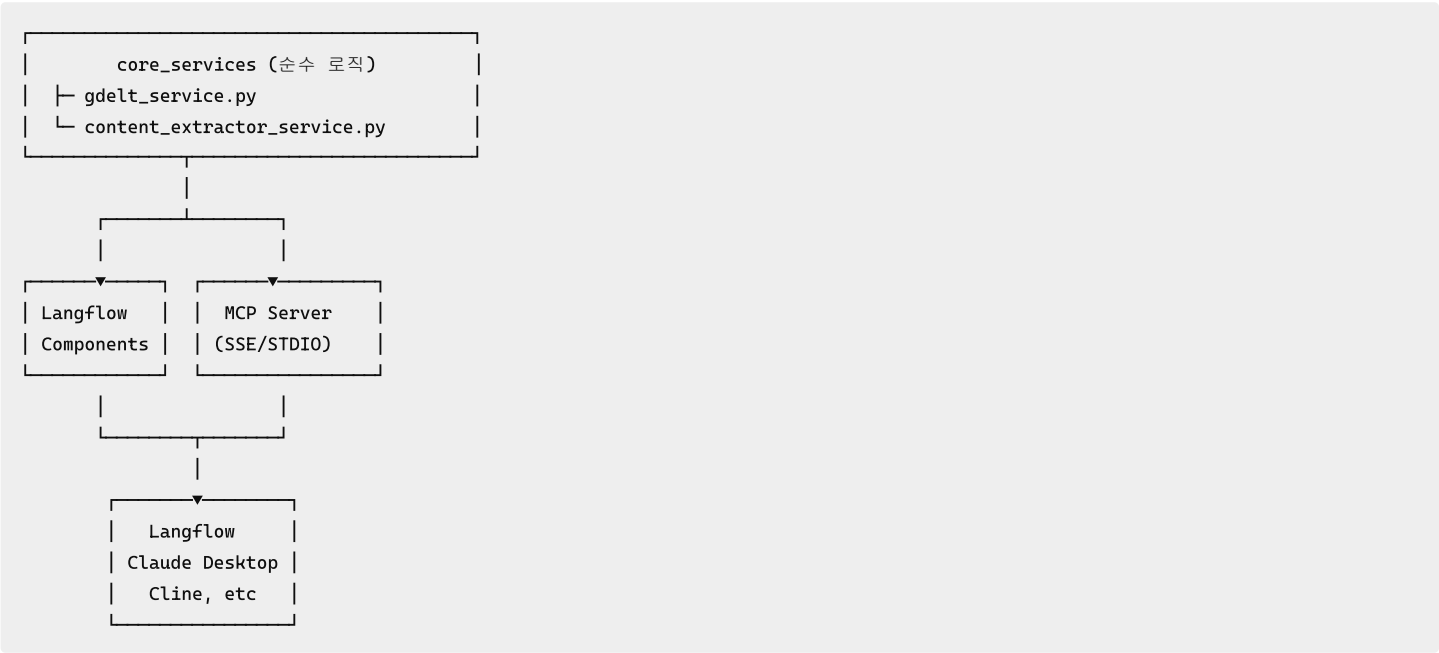 core_services (순수 로직)
├─ gdelt_service.py
└─ content_extractor_service.py
Langflow
Components
MCP Server
(SSE/STDIO)
Langflow
Claude Desktop
Cline, etc